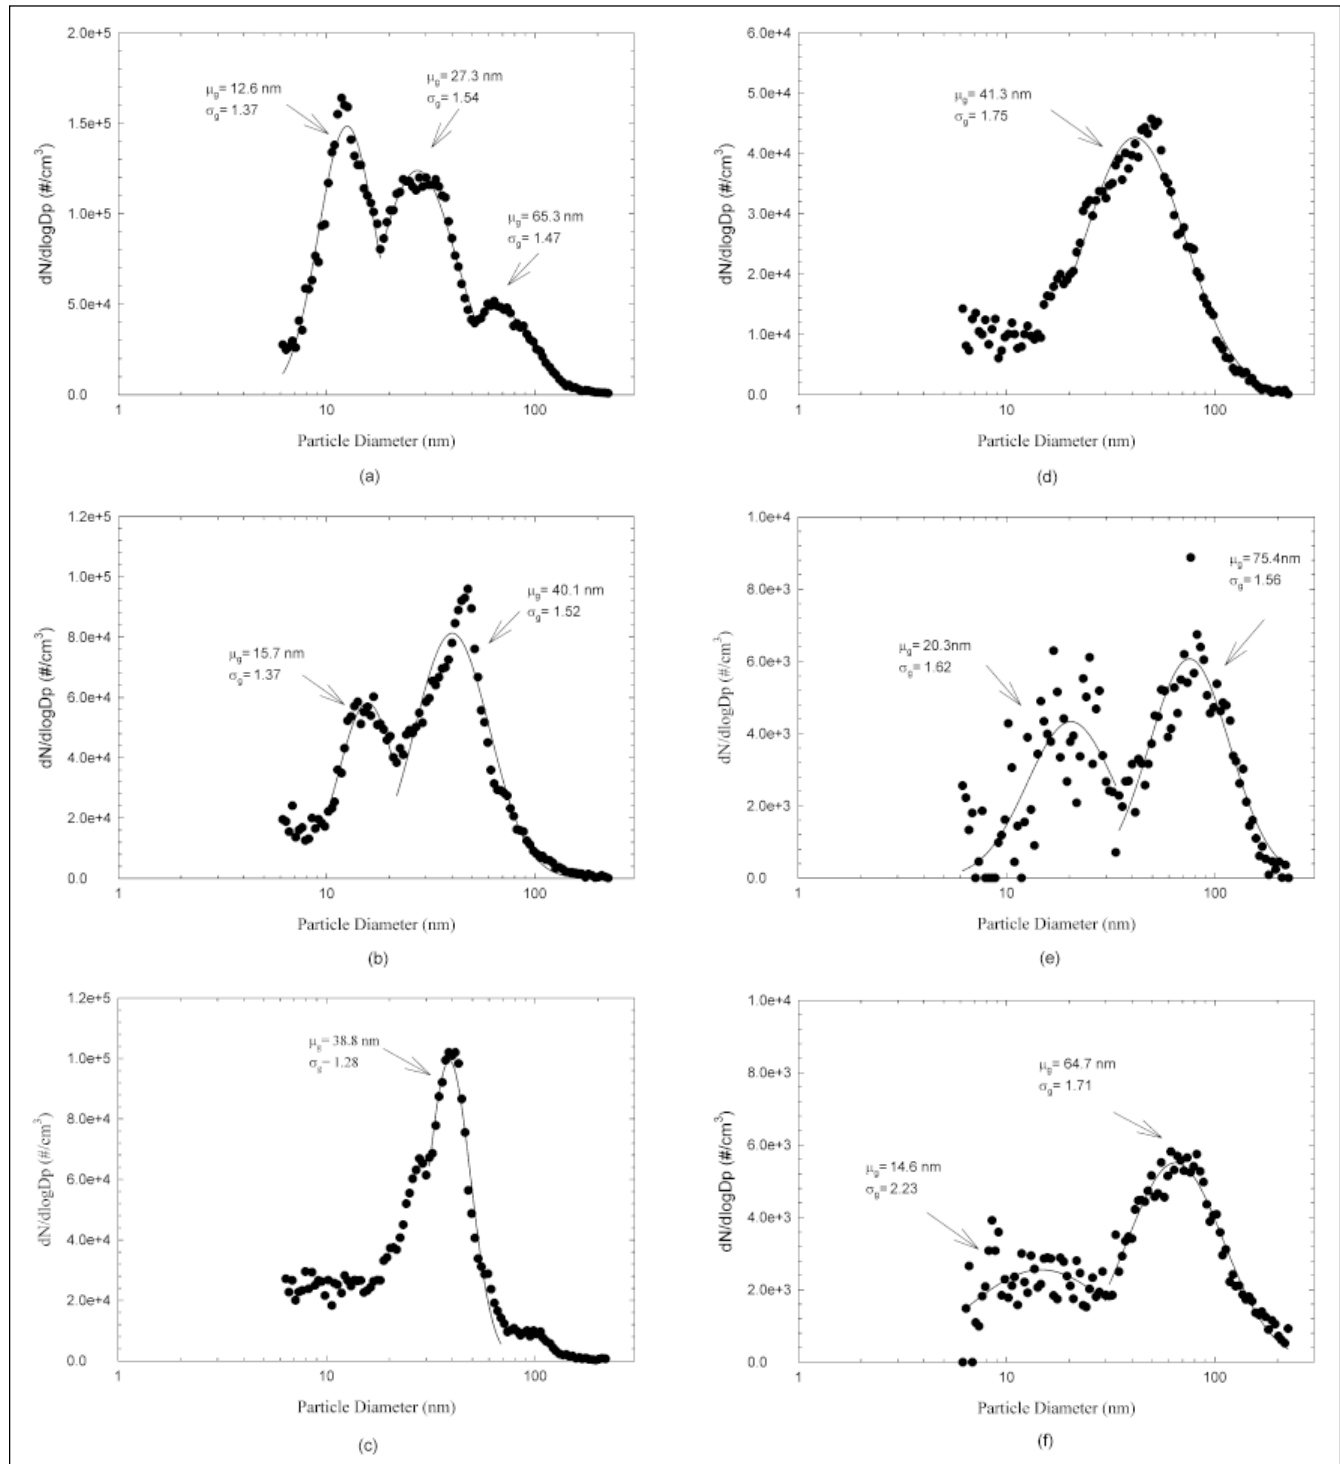 2.0e+5
1.5e+5
1.0e+5
5.0e+4
0.0
dN/dlogDp (#/cm³)
μg= 12.6 nm
σg= 1.37
μg= 27.3 nm
σg= 1.54
μg= 65.3 nm
σg= 1.47
1
10
100
Particle Diameter (nm)
(a)
6.0e+4
5.0e+4
4.0e+4
3.0e+4
2.0e+4
1.0e+4
0.0
dN/dlogDp (#/cm³)
μg= 41.3 nm
σg= 1.75
1
10
100
Particle Diameter (nm)
(d)
1.2e+5
1.0e+5
8.0e+4
6.0e+4
4.0e+4
2.0e+4
0.0
dN/dlogDp (#/cm³)
μg= 15.7 nm
σg= 1.37
μg= 40.1 nm
σg= 1.52
1
10
100
Particle Diameter (nm)
(b)
1.0e+4
8.0e+3
6.0e+3
4.0e+3
2.0e+3
0.0
dN/dlogDp (#/cm³)
μg= 20.3nm
σg= 1.62
μg= 75.4nm
σg= 1.56
1
10
100
Particle Diameter (nm)
(e)
1.2e+5
1.0e+5
8.0e+4
6.0e+4
4.0e+4
2.0e+4
0.0
dN/dlogDp (#/cm³)
μg = 38.8 nm
σg = 1.28
1
10
100
Particle Diameter (nm)
(c)
1.0e+4
8.0e+3
6.0e+3
4.0e+3
2.0e+3
0.0
dN/dlogDp (#/cm³)
μg= 14.6 nm
σg= 2.23
μg= 64.7 nm
σg= 1.71
1
10
100
Particle Diameter (nm)
(f)